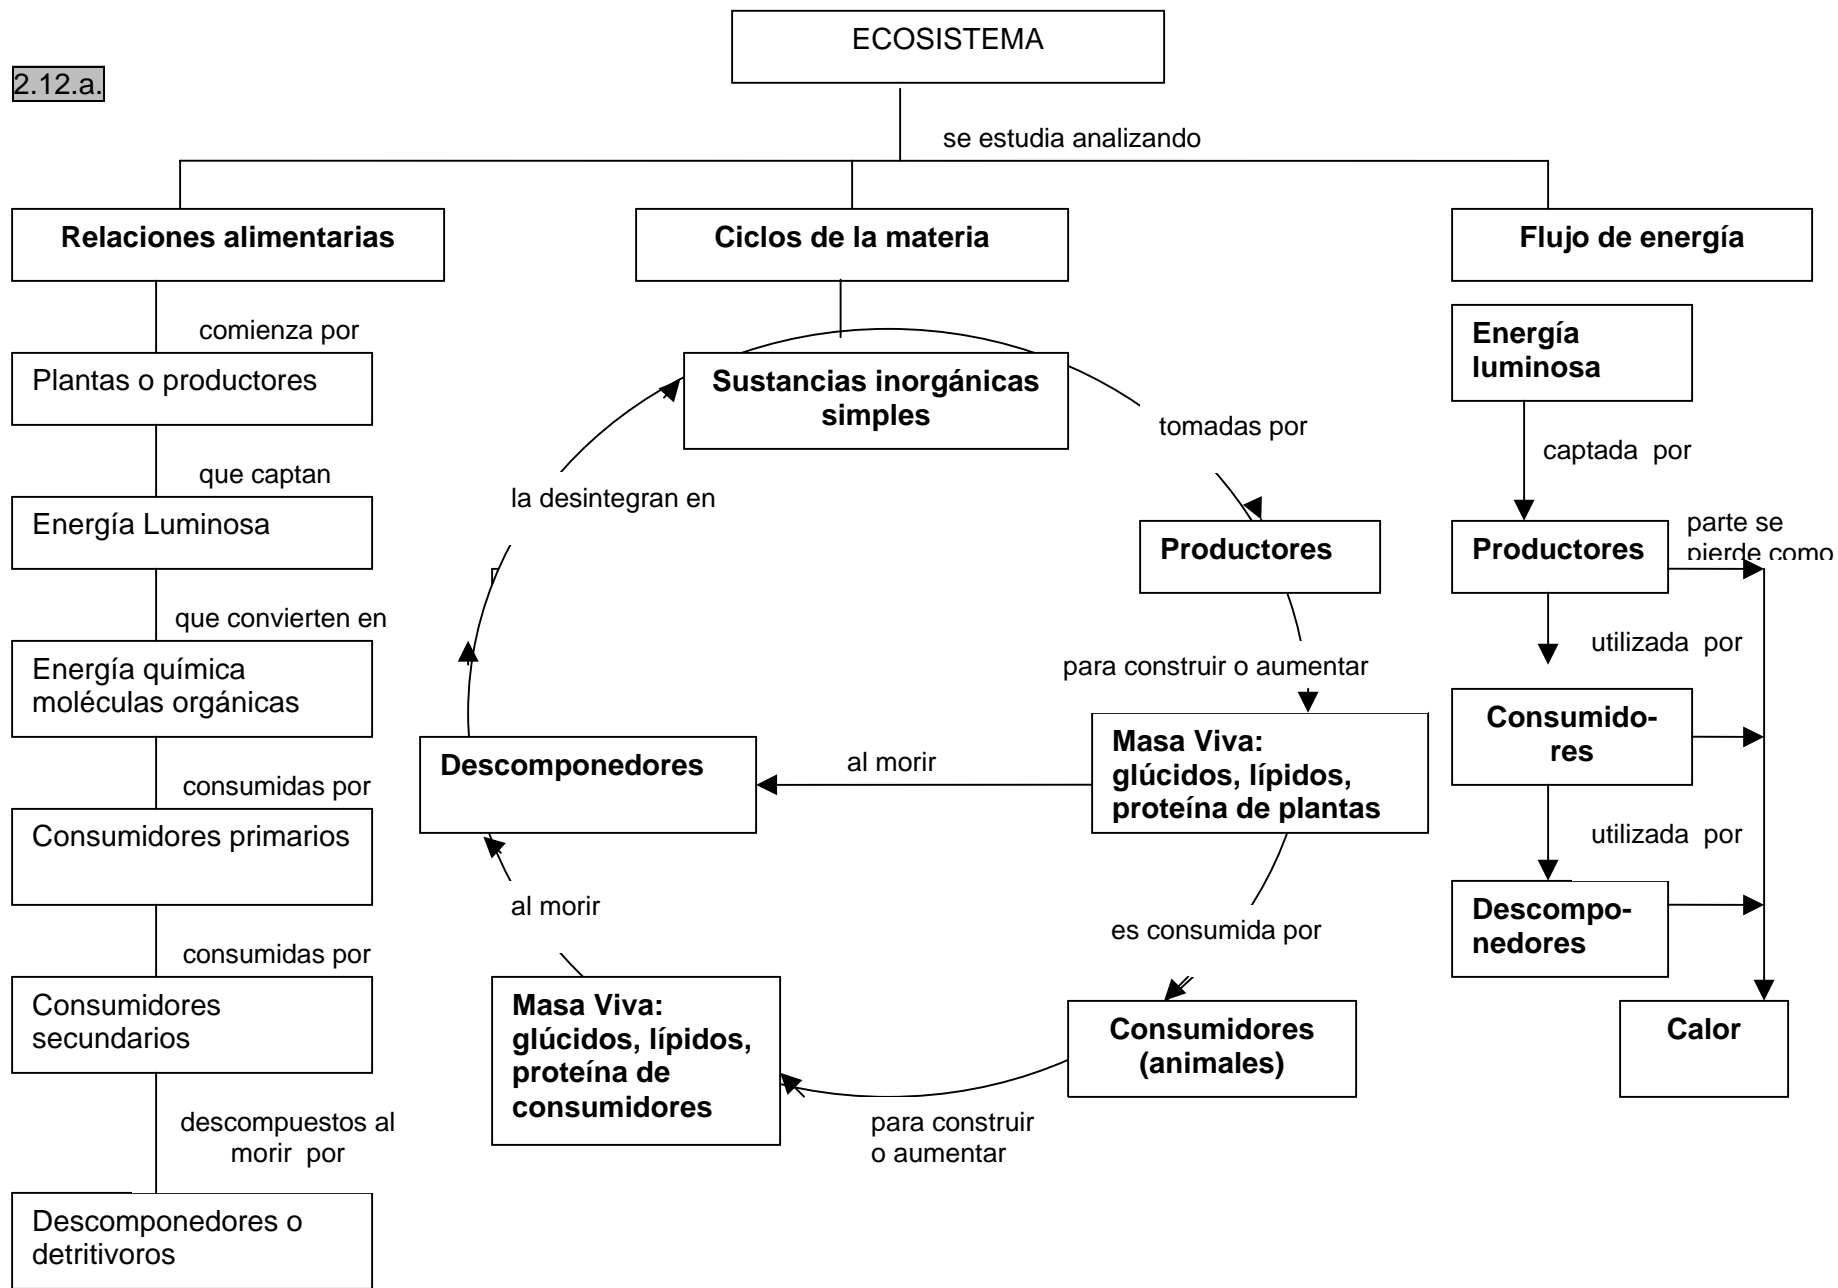 ECOSISTEMA
2.12.a.
se estudia analizando
Relaciones alimentarias
Ciclos de la materia
Flujo de energía
comienza por
Plantas o productores
que captan
Energía Luminosa
que convierten en
Energía química
moléculas orgánicas
consumidas por
Consumidores primarios
consumidas por
Consumidores
secundarios
descompuestos al
morir por
Descomponedores o
detritivoros
Sustancias inorgánicas
simples
tomadas por
Productores
para construir o aumentar
Masa Viva:
glúcidos, lípidos,
proteína de plantas
al morir
es consumida por
Consumidores
(animales)
para construir
o aumentar
Masa Viva:
glúcidos, lípidos,
proteína de
consumidores
al morir
Descomponedores
la desintegran en
Energía
luminosa
captada por
Productores
parte se
pierde como
utilizada por
Consumido-
res
utilizada por
Descompo-
nedores
Calor